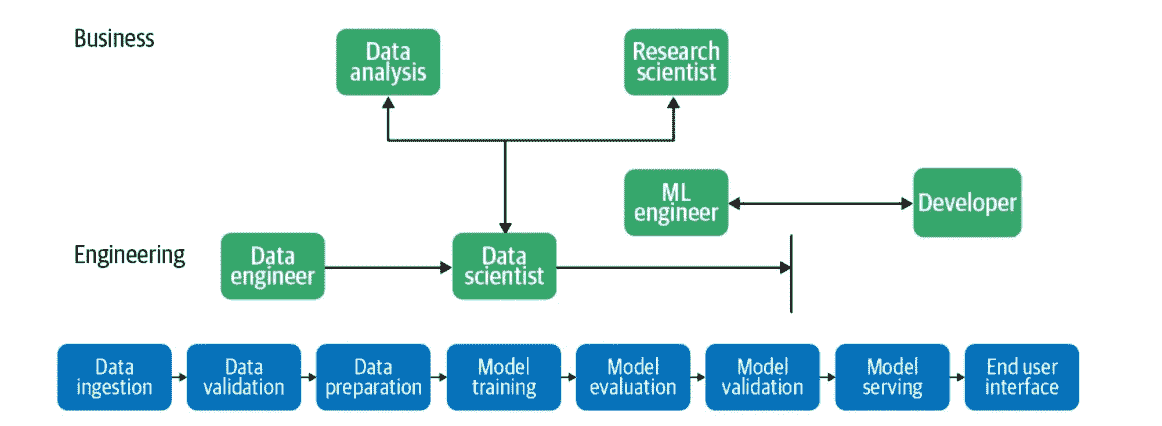 Business
Data
analysis
Research
scientist
ML
engineer
Developer
Engineering
Data
engineer
Data
scientist
Data
ingestion
Data
validation
Data
preparation
Model
training
Model
evaluation
Model
validation
Model
serving
End user
interface